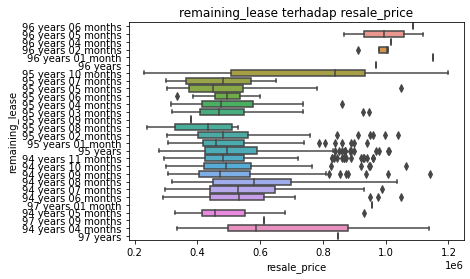 remaining_lease terhadap resale_price
96 years 06 months
96 years 05 months
96 years 04 months
96 years 02 months
96 years 01 month
96 years
95 years 10 months
95 years 07 months
95 years 05 months
95 years 06 months
95 years 04 months
95 years 03 months
95 years 09 months
95 years 08 months
95 years 02 months
95 years 01 month
95 years
94 years 11 months
94 years 10 months
94 years 09 months
94 years 08 months
94 years 07 months
94 years 06 months
97 years 01 month
94 years 05 months
97 years 09 months
94 years 04 months
97 years
remaining_lease
0.2 0.4 0.6 0.8 1.0 1.2
1e6
resale_price